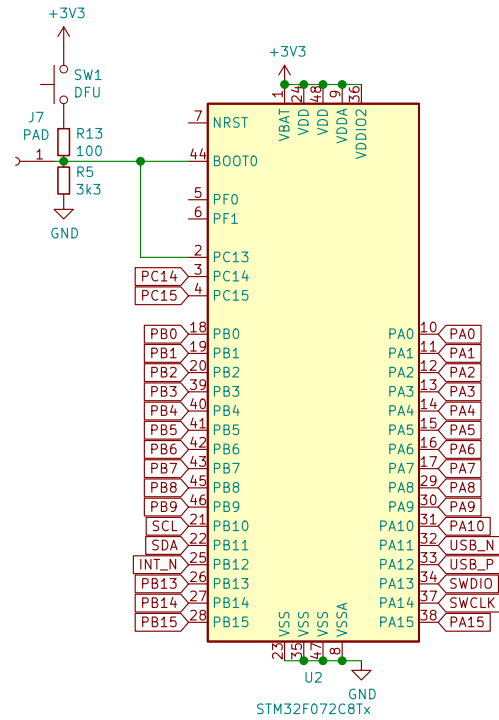 +3V3
SW1
DFU
J7
PAD
1
R13
100
R5
3k3
GND
+3V3
1 24 48 9 36
VBAT VDD VDD VDDA VDDIO2
7 NRST
44 BOOT0
5 PF0
6 PF1
2 PC13
PC14 3 PC14
PC15 4 PC15
PB0 18 PB0 PA0 10 PA0
PB1 19 PB1 PA1 11 PA1
PB2 20 PB2 PA2 12 PA2
PB3 39 PB3 PA3 13 PA3
PB4 40 PB4 PA4 14 PA4
PB5 41 PB5 PA5 15 PA5
PB6 42 PB6 PA6 16 PA6
PB7 43 PB7 PA7 17 PA7
PB8 45 PB8 PA8 29 PA8
PB9 46 PB9 PA9 30 PA9
SCL 21 PB10 PA10 31 PA10
SDA 22 PB11 PA11 32 USB_N
INT_N 25 PB12 PA12 33 USB_P
PB13 26 PB13 PA13 34 SWDIO
PB14 27 PB14 PA14 37 SWCLK
PB15 28 PB15 PA15 38 PA15
VSS VSS VSS VSSA
23 35 47 8
U2
GND
STM32F072C8Tx